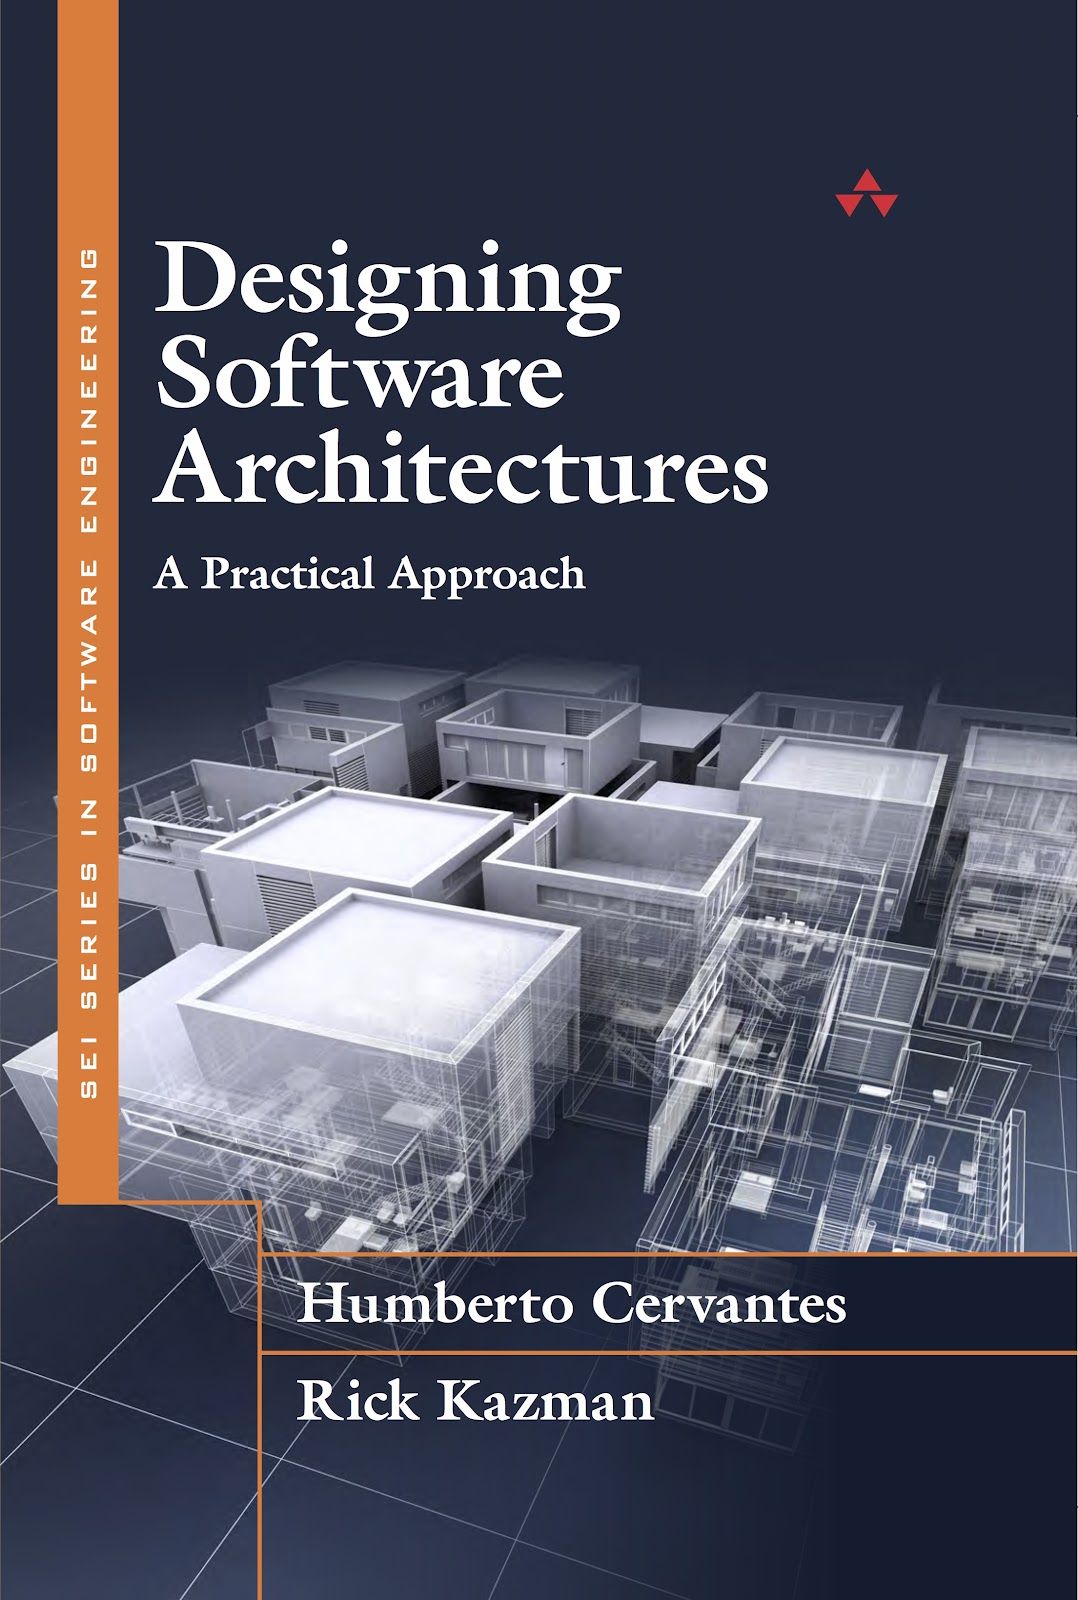 SEI SERIES IN SOFTWARE ENGINEERING
Designing
Software
Architectures
A Practical Approach
Humberto Cervantes
Rick Kazman